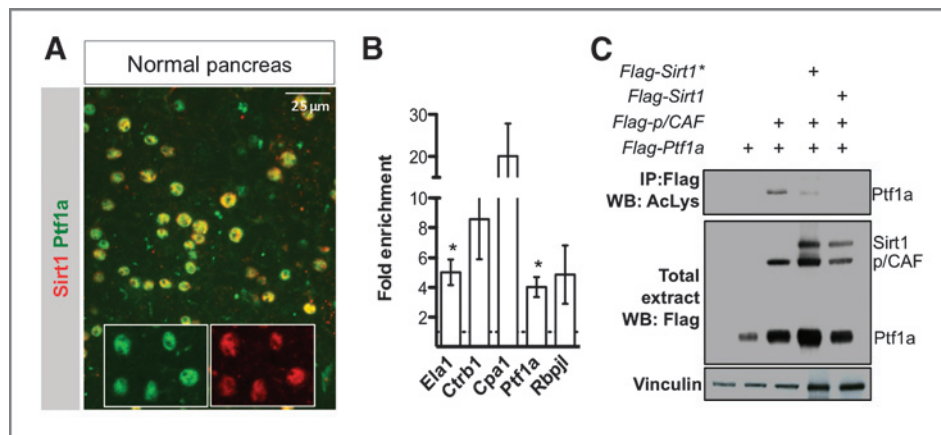 A
Normal pancreas
Sirt1 Ptf1a
25 µm
B
Fold enrichment
30
20
10
8
6
4
2
*
*
Ela1
Ctrb1
Cpa1
Ptf1a
Rbpjl
C
Flag-Sirt1* +
Flag-Sirt1 +
Flag-p/CAF + + +
Flag-Ptf1a + + + +
IP:Flag
WB: AcLys
Ptf1a
Total
extract
WB: Flag
Sirt1
p/CAF
Ptf1a
Vinculin